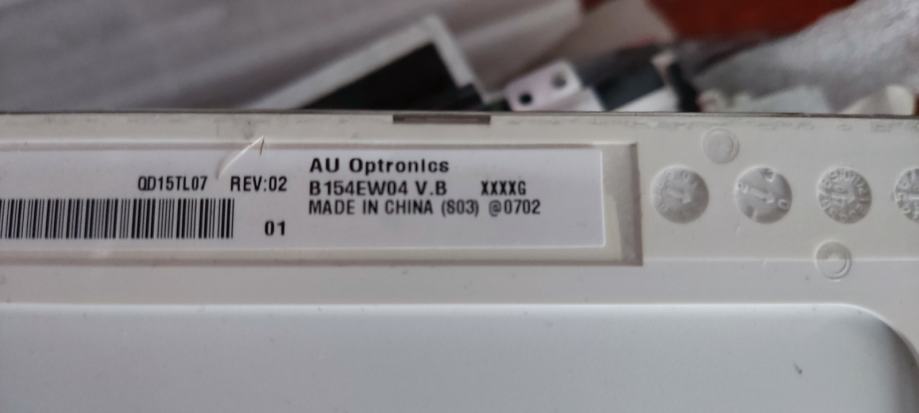 QD15TL07 REV:02
01
AU Optronics
B154EW04 V.B XXXXG
MADE IN CHINA (S03) @0702